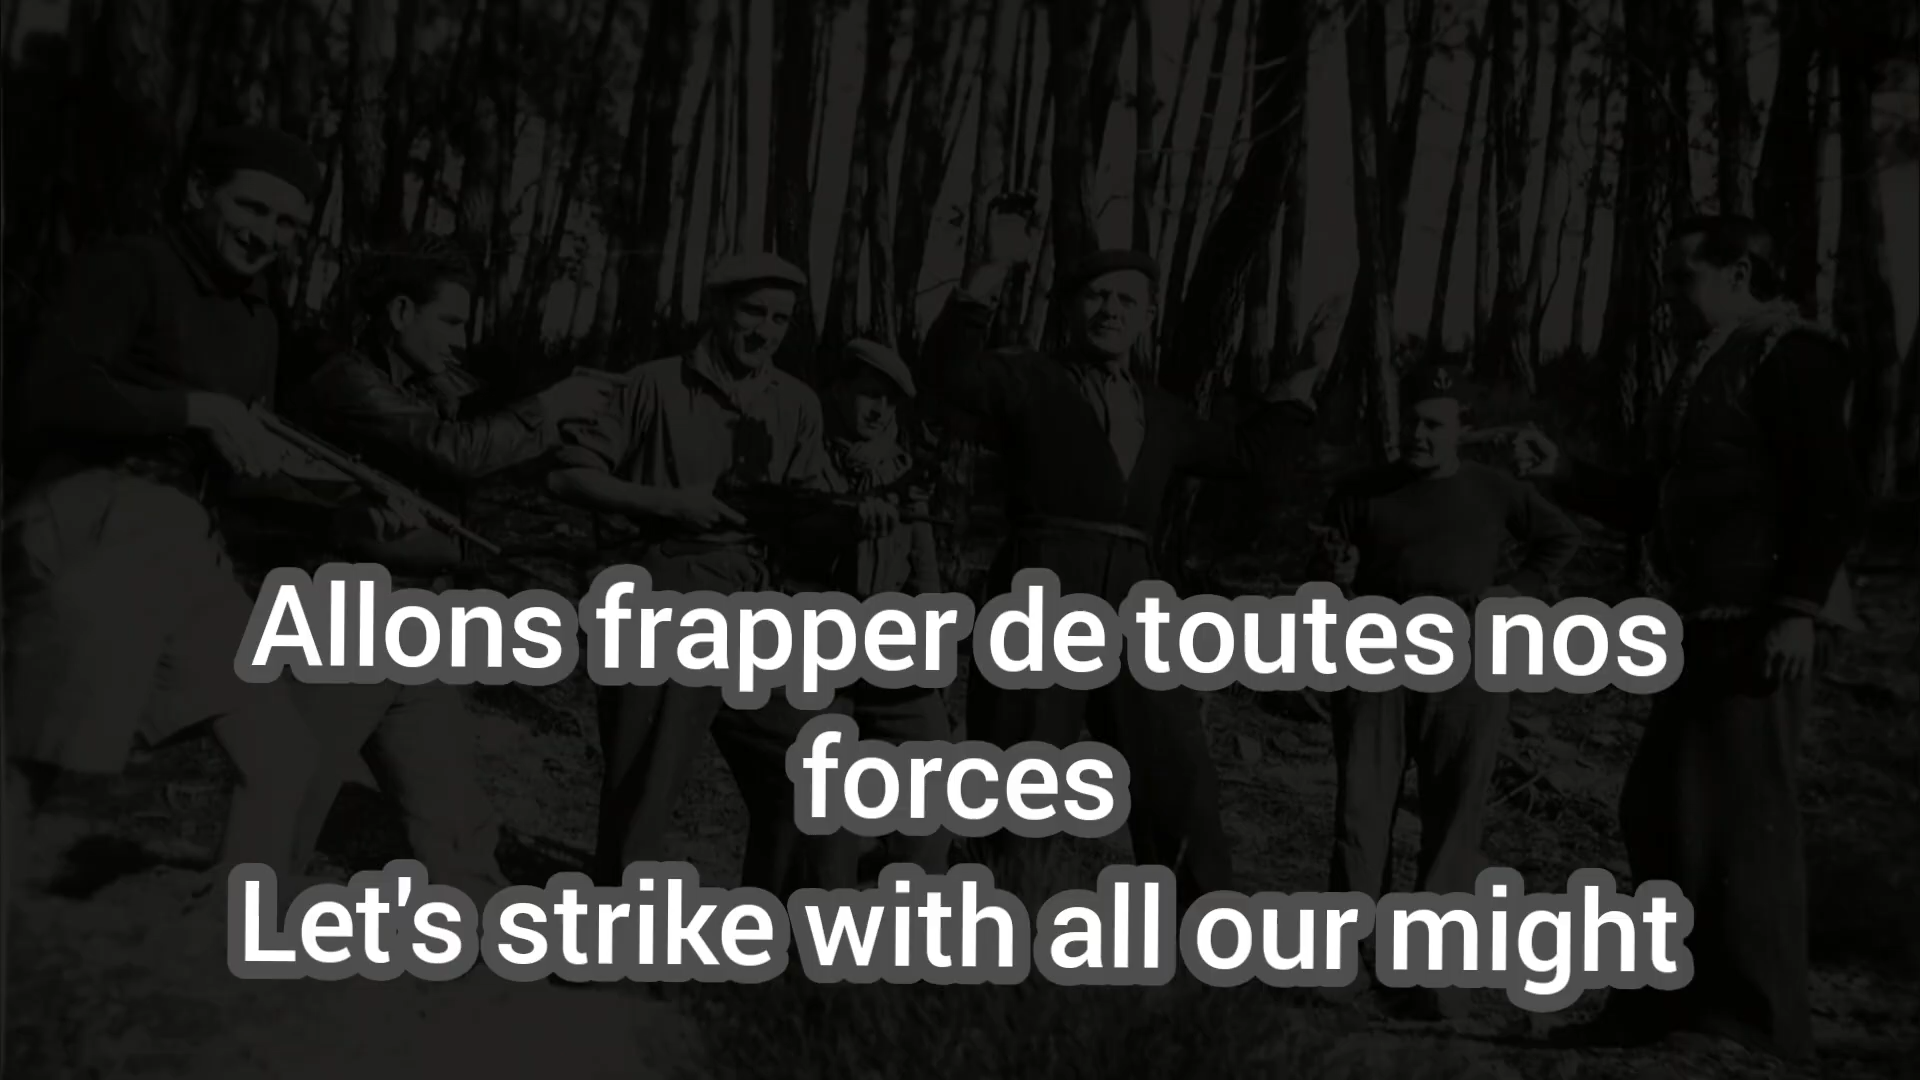 Allons frapper de toutes nos
forces
Let's strike with all our might